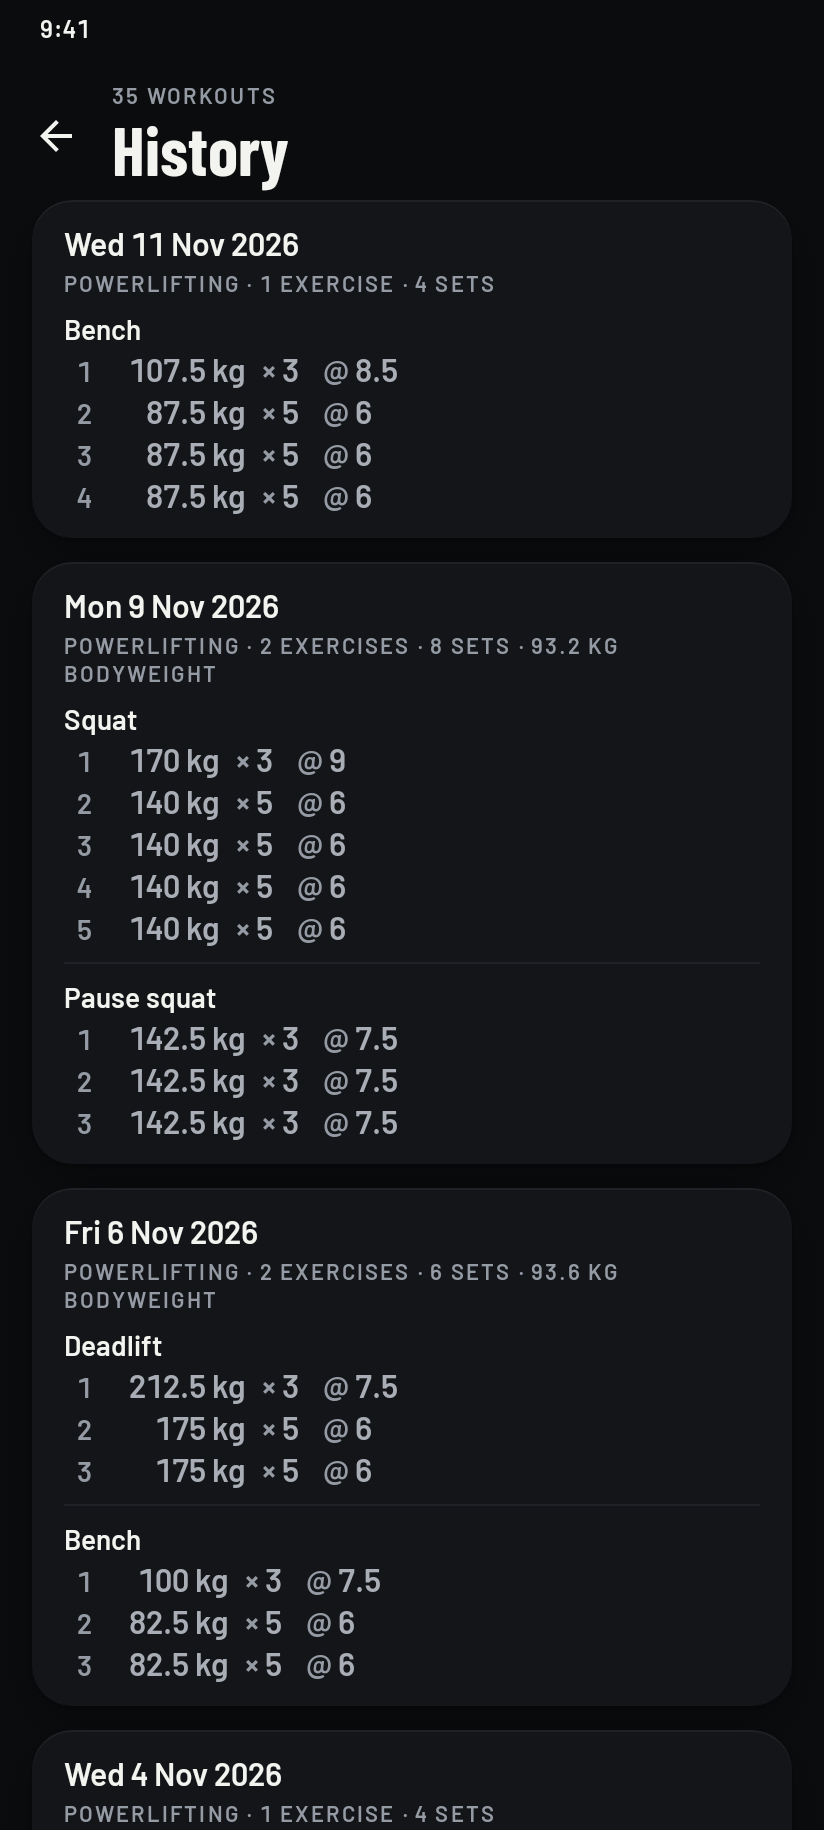 9:41
35 WORKOUTS
History
Wed 11 Nov 2026
POWERLIFTING · 1 EXERCISE · 4 SETS
Bench
1 107.5 kg × 3 @ 8.5
2 87.5 kg × 5 @ 6
3 87.5 kg × 5 @ 6
4 87.5 kg × 5 @ 6
Mon 9 Nov 2026
POWERLIFTING · 2 EXERCISES · 8 SETS · 93.2 KG
BODYWEIGHT
Squat
1 170 kg × 3 @ 9
2 140 kg × 5 @ 6
3 140 kg × 5 @ 6
4 140 kg × 5 @ 6
5 140 kg × 5 @ 6
Pause squat
1 142.5 kg × 3 @ 7.5
2 142.5 kg × 3 @ 7.5
3 142.5 kg × 3 @ 7.5
Fri 6 Nov 2026
POWERLIFTING · 2 EXERCISES · 6 SETS · 93.6 KG
BODYWEIGHT
Deadlift
1 212.5 kg × 3 @ 7.5
2 175 kg × 5 @ 6
3 175 kg × 5 @ 6
Bench
1 100 kg × 3 @ 7.5
2 82.5 kg × 5 @ 6
3 82.5 kg × 5 @ 6
Wed 4 Nov 2026
POWERLIFTING · 1 EXERCISE · 4 SETS